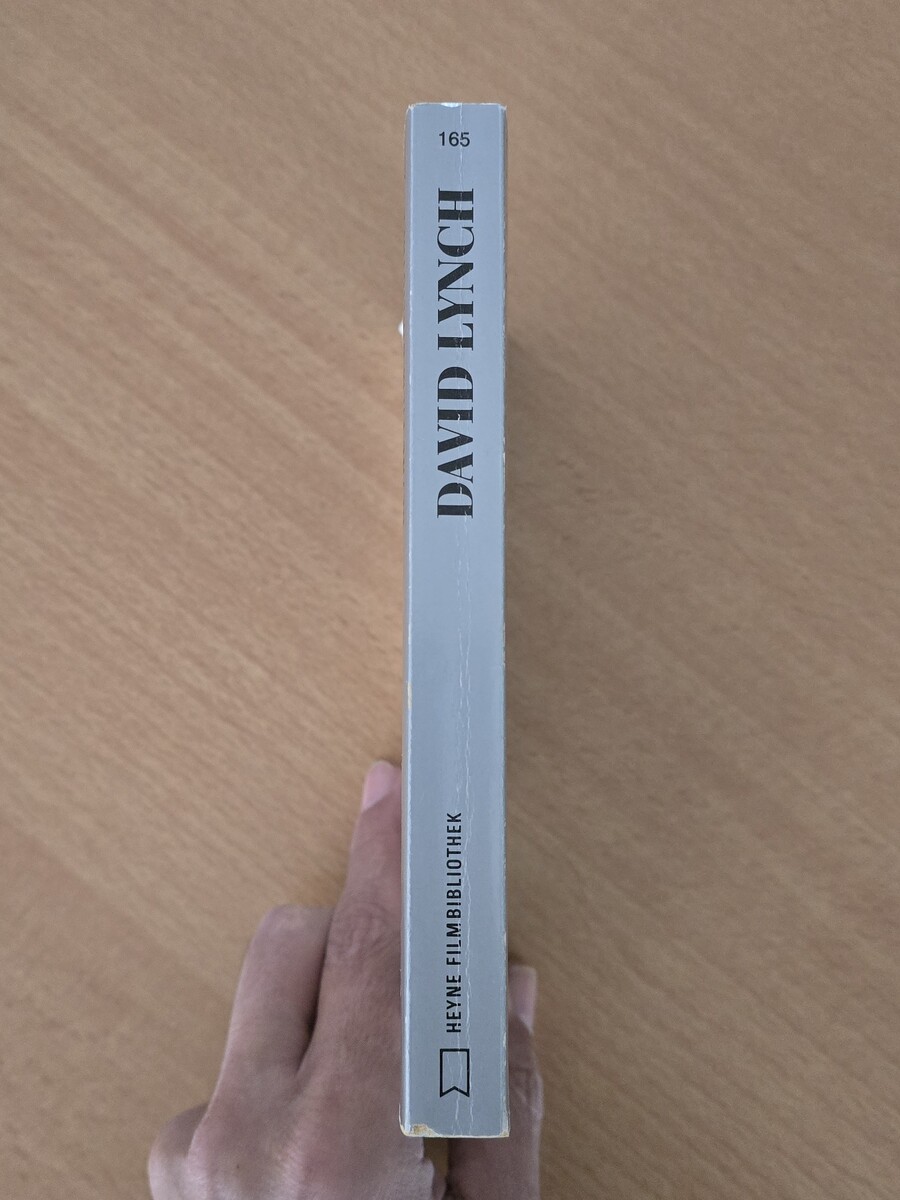 165
DAVID LYNCH
HEYNE FILMBIBLIOTHEK